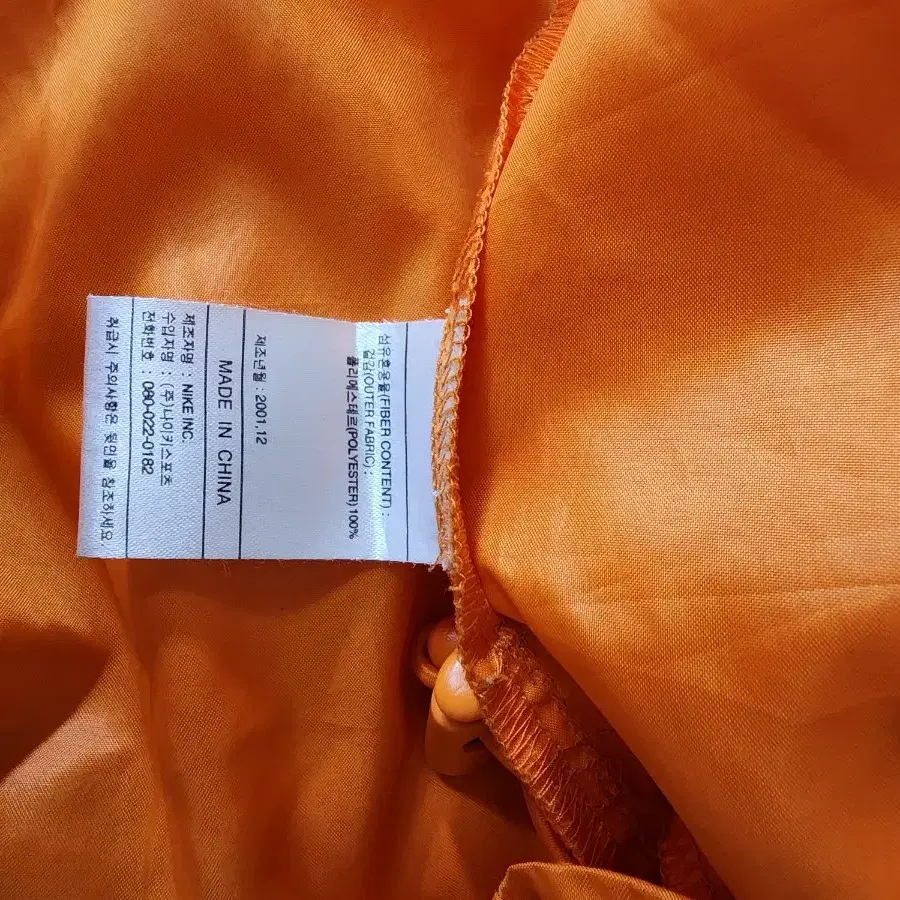 섬유혼용율(FIBER CONTENT) :
겉감(OUTER FABRIC) :
폴리에스테르(POLYESTER)100%
제조년월 : 2001,12
MADE IN CHINA
제조자명 : NIKE INC.
수입자명 : (주)나이키스포츠
전화번호 : 080-022-0182
취급시 주의사항은 뒷면을 참조하세요